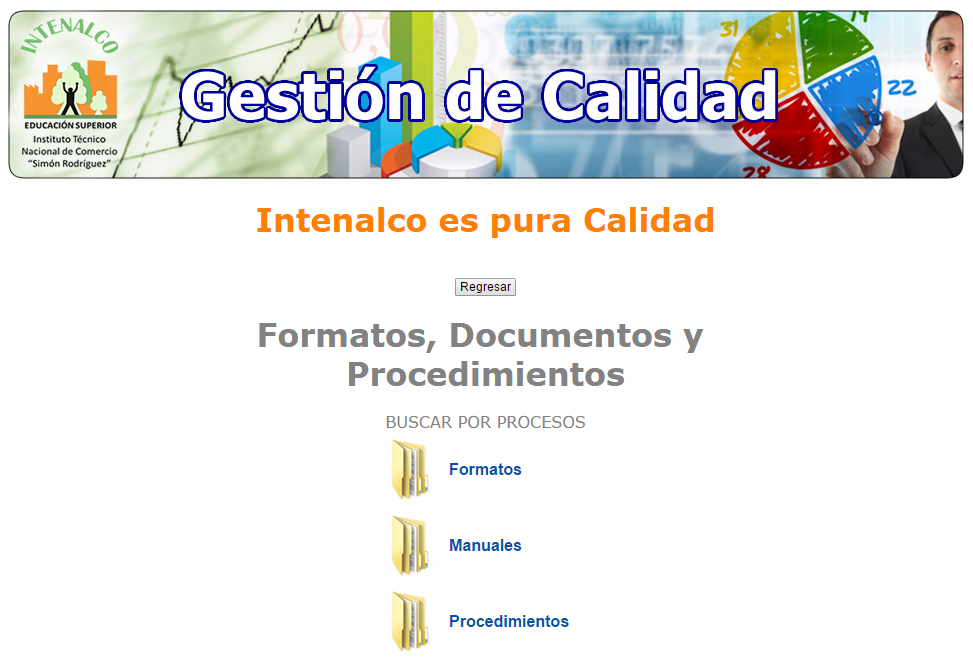 INTENALCO
EDUCACIÓN SUPERIOR
Instituto Técnico
Nacional de Comercio
"Simón Rodríguez"
Gestión de Calidad
31
14
22
28
Intenalco es pura Calidad
Regresar
Formatos, Documentos y
Procedimientos
BUSCAR POR PROCESOS
Formatos
Manuales
Procedimientos